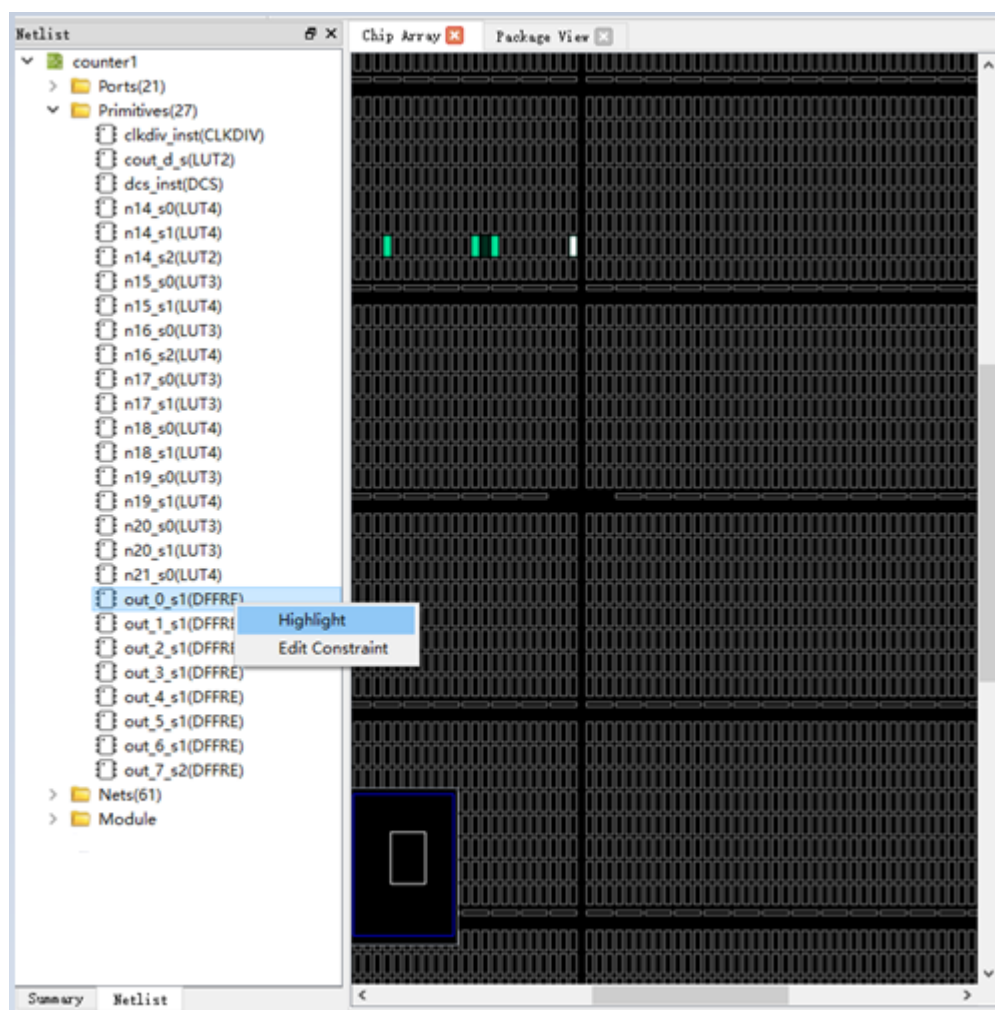 Netlist
Chip Array
Package View
counter1
Ports(21)
Primitives(27)
clkdiv_inst(CLKDIV)
cout_d_s(LUT2)
dcs_inst(DCS)
n14_s0(LUT4)
n14_s1(LUT4)
n14_s2(LUT2)
n15_s0(LUT3)
n15_s1(LUT4)
n16_s0(LUT3)
n16_s2(LUT4)
n17_s0(LUT3)
n17_s1(LUT3)
n18_s0(LUT4)
n18_s1(LUT4)
n19_s0(LUT3)
n19_s1(LUT4)
n20_s0(LUT3)
n20_s1(LUT3)
n21_s0(LUT4)
out_0_s1(DFFRE)
out_1_s1(DFFRE
out_2_s1(DFFRE
out_3_s1(DFFRE)
out_4_s1(DFFRE)
out_5_s1(DFFRE)
out_6_s1(DFFRE)
out_7_s2(DFFRE)
Highlight
Edit Constraint
Nets(61)
Module
Summary
Netlist